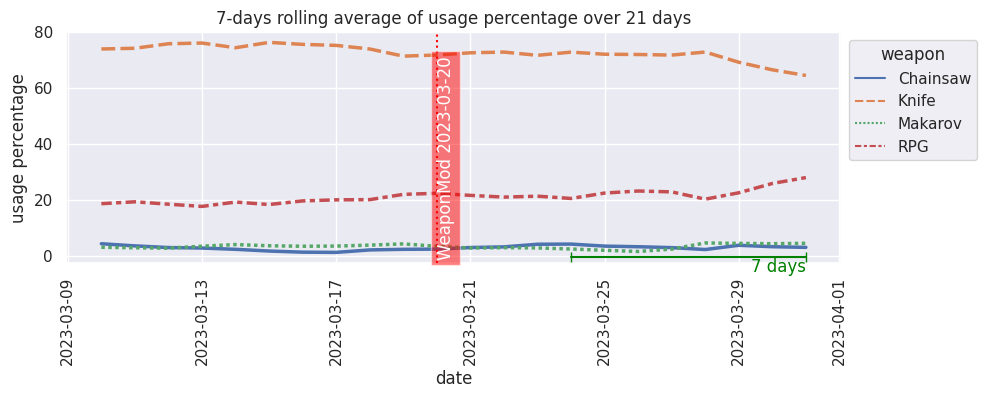 7-days rolling average of usage percentage over 21 days
usage percentage
80
60
40
20
0
WeaponMod 2023-03-20
7 days
2023-03-09
2023-03-13
2023-03-17
2023-03-21
2023-03-25
2023-03-29
2023-04-01
date
weapon
Chainsaw
Knife
Makarov
RPG